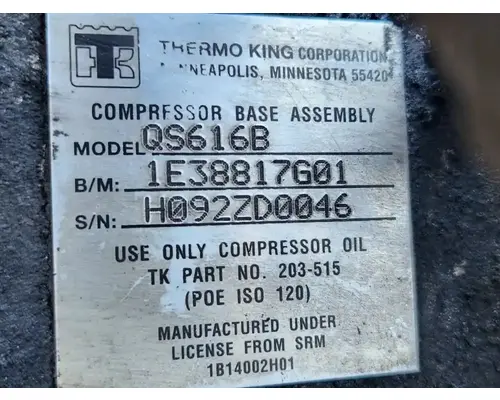 TK
THERMO KING CORPORATION
MINNEAPOLIS, MINNESOTA 55420
COMPRESSOR BASE ASSEMBLY
MODEL QS616B
B/M: 1E38817G01
S/N: H092ZD0046
USE ONLY COMPRESSOR OIL
TK PART NO. 203-515
(POE ISO 120)
MANUFACTURED UNDER
LICENSE FROM SRM
1B14002H01